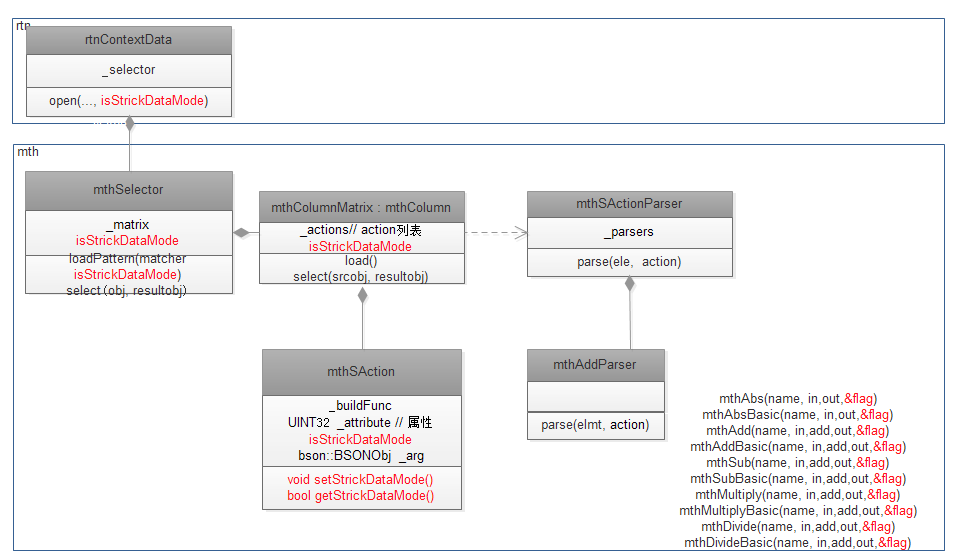 rtn
rtnContextData
_selector
open(..., isStrickDataMode)
mth
mthSelector
_matrix
isStrickDataMode
loadPattern(matcher
isStrickDataMode)
select(obj, resultobj)
mthColumnMatrix : mthColumn
_actions// action列表
isStrickDataMode
load()
select(srcobj, resultobj)
mthSActionParser
_parsers
parse(ele, action)
mthSAction
_buildFunc
UINT32 _attribute // 属性
isStrickDataMode
bson::BSONObj _arg
void setStrickDataMode()
bool getStrickDataMode()
mthAddParser
parse(elmt, action)
mthAbs(name, in,out,&flag)
mthAbsBasic(name, in,out,&flag)
mthAdd(name, in,add,out,&flag)
mthAddBasic(name, in,add,out,&flag)
mthSub(name, in,add,out,&flag)
mthSubBasic(name, in,add,out,&flag)
mthMultiply(name, in,add,out,&flag)
mthMultiplyBasic(name, in,add,out,&flag)
mthDivide(name, in,add,out,&flag)
mthDivideBasic(name, in,add,out,&flag)